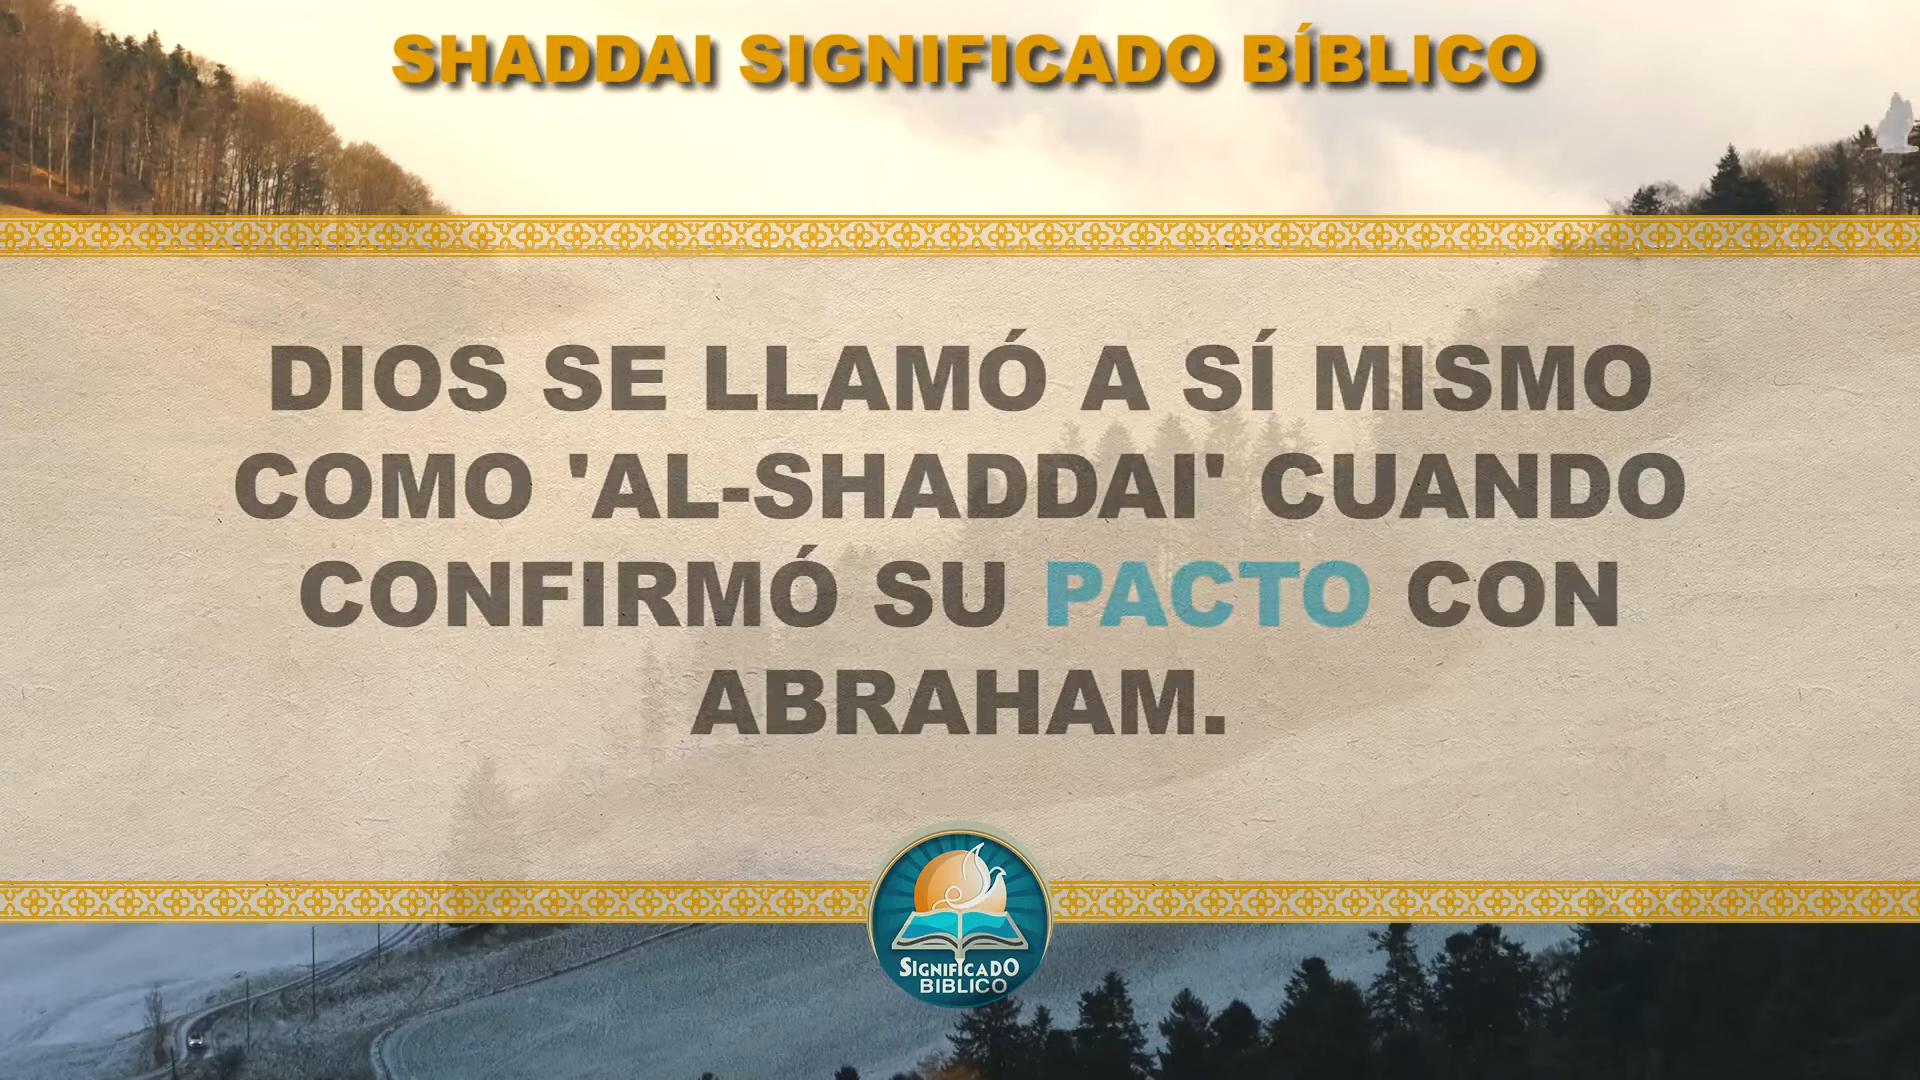 SHADDAI SIGNIFICADO BÍBLICO
DIOS SE LLAMÓ A SÍ MISMO
COMO 'AL-SHADDAI' CUANDO
CONFIRMÓ SU PACTO CON
ABRAHAM.
SIGNIFICADO
BIBLICO